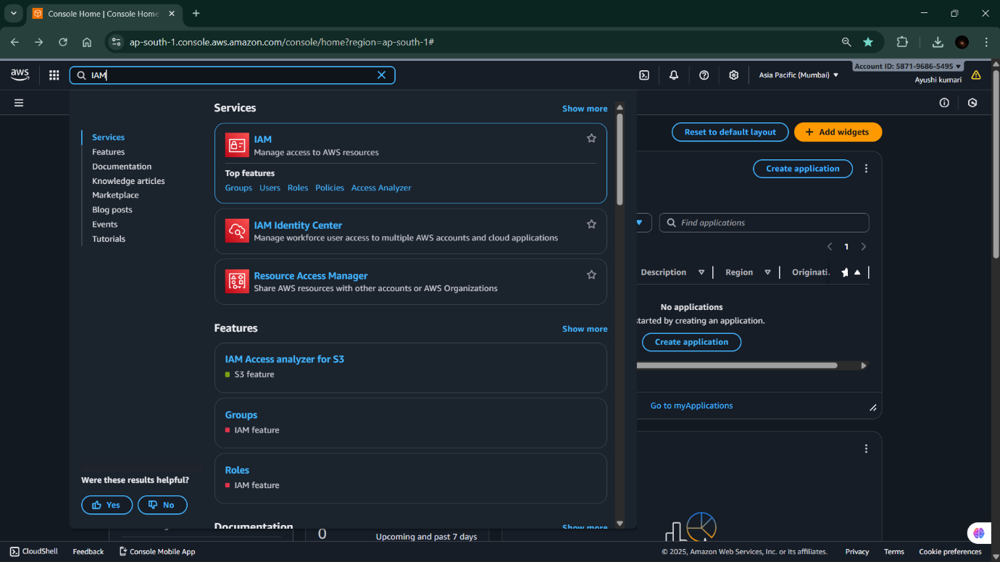 Console Home | Console Home
ap-south-1.console.aws.amazon.com/console/home?region=ap-south-1#
aws
IAM
Asia Pacific (Mumbai)
Account ID: 5871-9686-5495
Ayushi kumari
Services
Features
Documentation
Knowledge articles
Marketplace
Blog posts
Events
Tutorials
Were these results helpful?
Yes
No
Services
Show more
IAM
Manage access to AWS resources
Top features
Groups Users Roles Policies Access Analyzer
IAM Identity Center
Manage workforce user access to multiple AWS accounts and cloud applications
Resource Access Manager
Share AWS resources with other accounts or AWS Organizations
Features
Show more
IAM Access analyzer for S3
S3 feature
Groups
IAM feature
Roles
IAM feature
Documentation
Show more
Reset to default layout
+ Add widgets
Create application
Find applications
1
Description
Region
Originati.
No applications
started by creating an application.
Create application
Go to myApplications
0
Upcoming and past 7 days
CloudShell
Feedback
Console Mobile App
© 2025, Amazon Web Services, Inc. or its affiliates.
Privacy
Terms
Cookie preferences